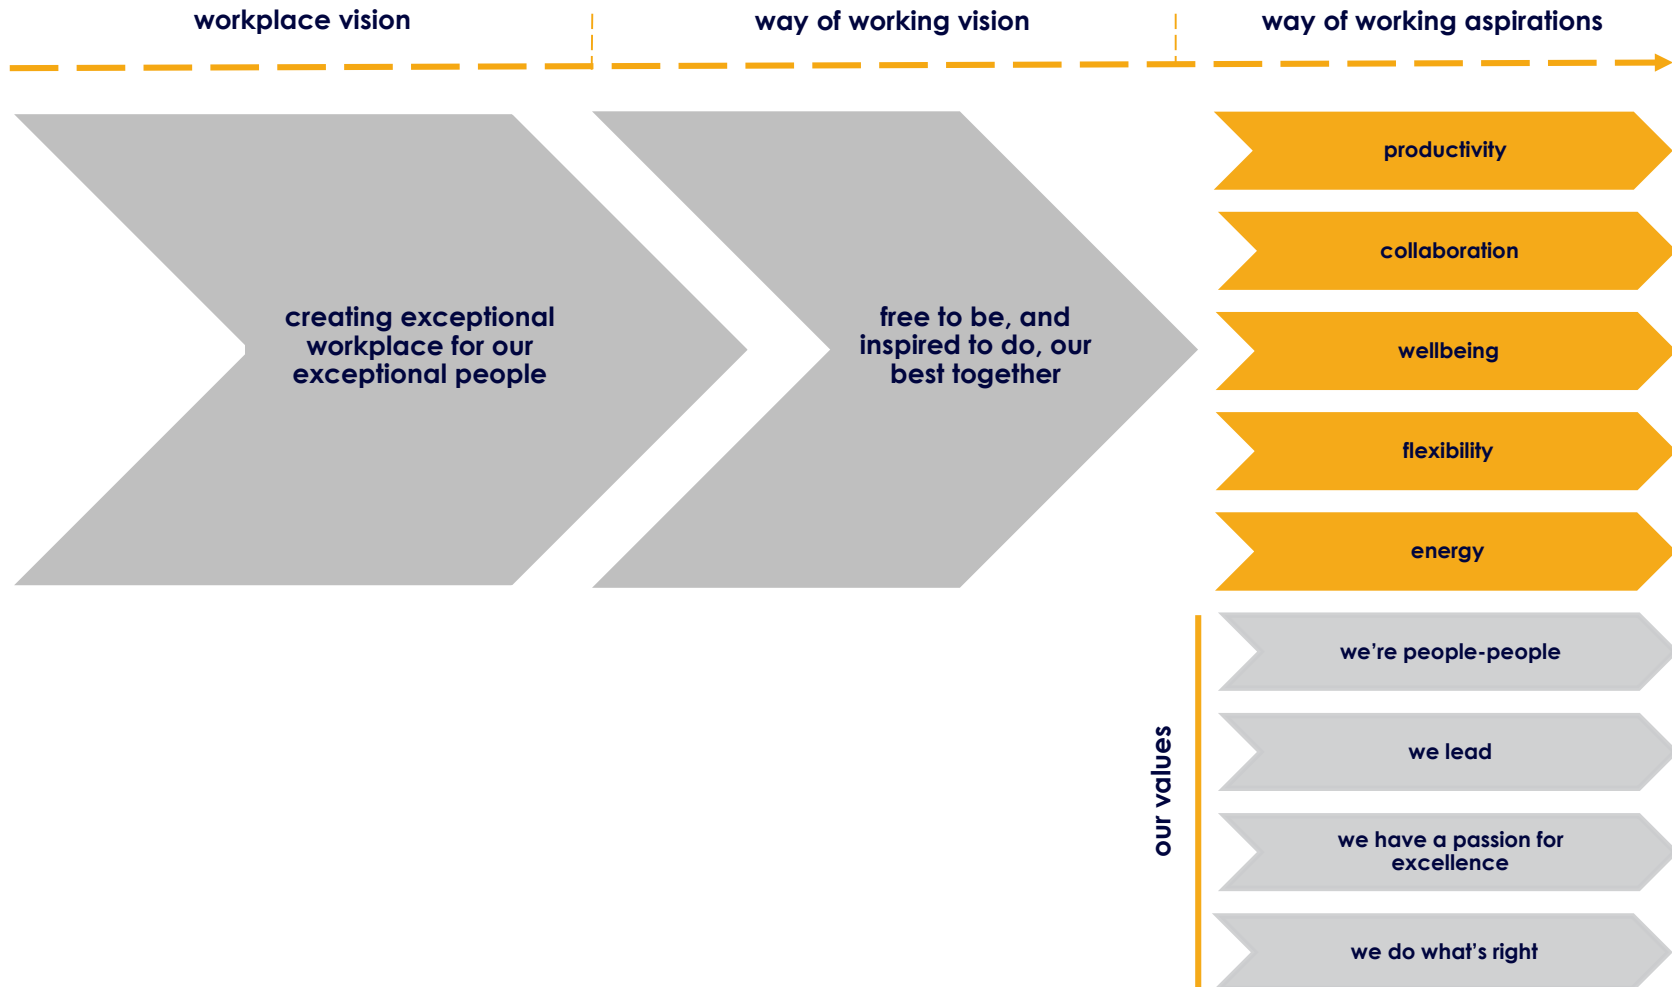 workplace vision
way of working vision
way of working aspirations
creating exceptional
workplace for our
exceptional people
free to be, and
inspired to do, our
best together
productivity
collaboration
wellbeing
flexibility
energy
our values
we’re people-people
we lead
we have a passion for
excellence
we do what's right